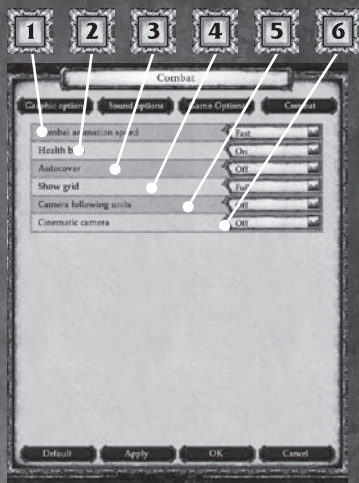 1 2 3 4 5 6
Combat
Graphic options Sound options Game Options Combat
Combat animation speed Fast
Health bar On
Autocover Off
Show grid Full
Camera following units Off
Cinematic camera Off
Default Apply OK Cancel